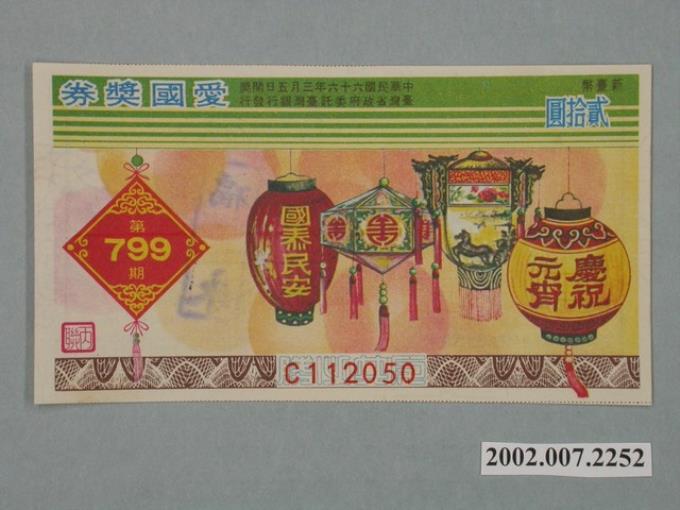 新臺幣
貳拾圓
中華民國六十六年三月五日開獎
臺灣省政府委託臺灣銀行發行
愛國獎券
第
799
期
國泰民安
慶祝元宵
C112050
2002.007.2252